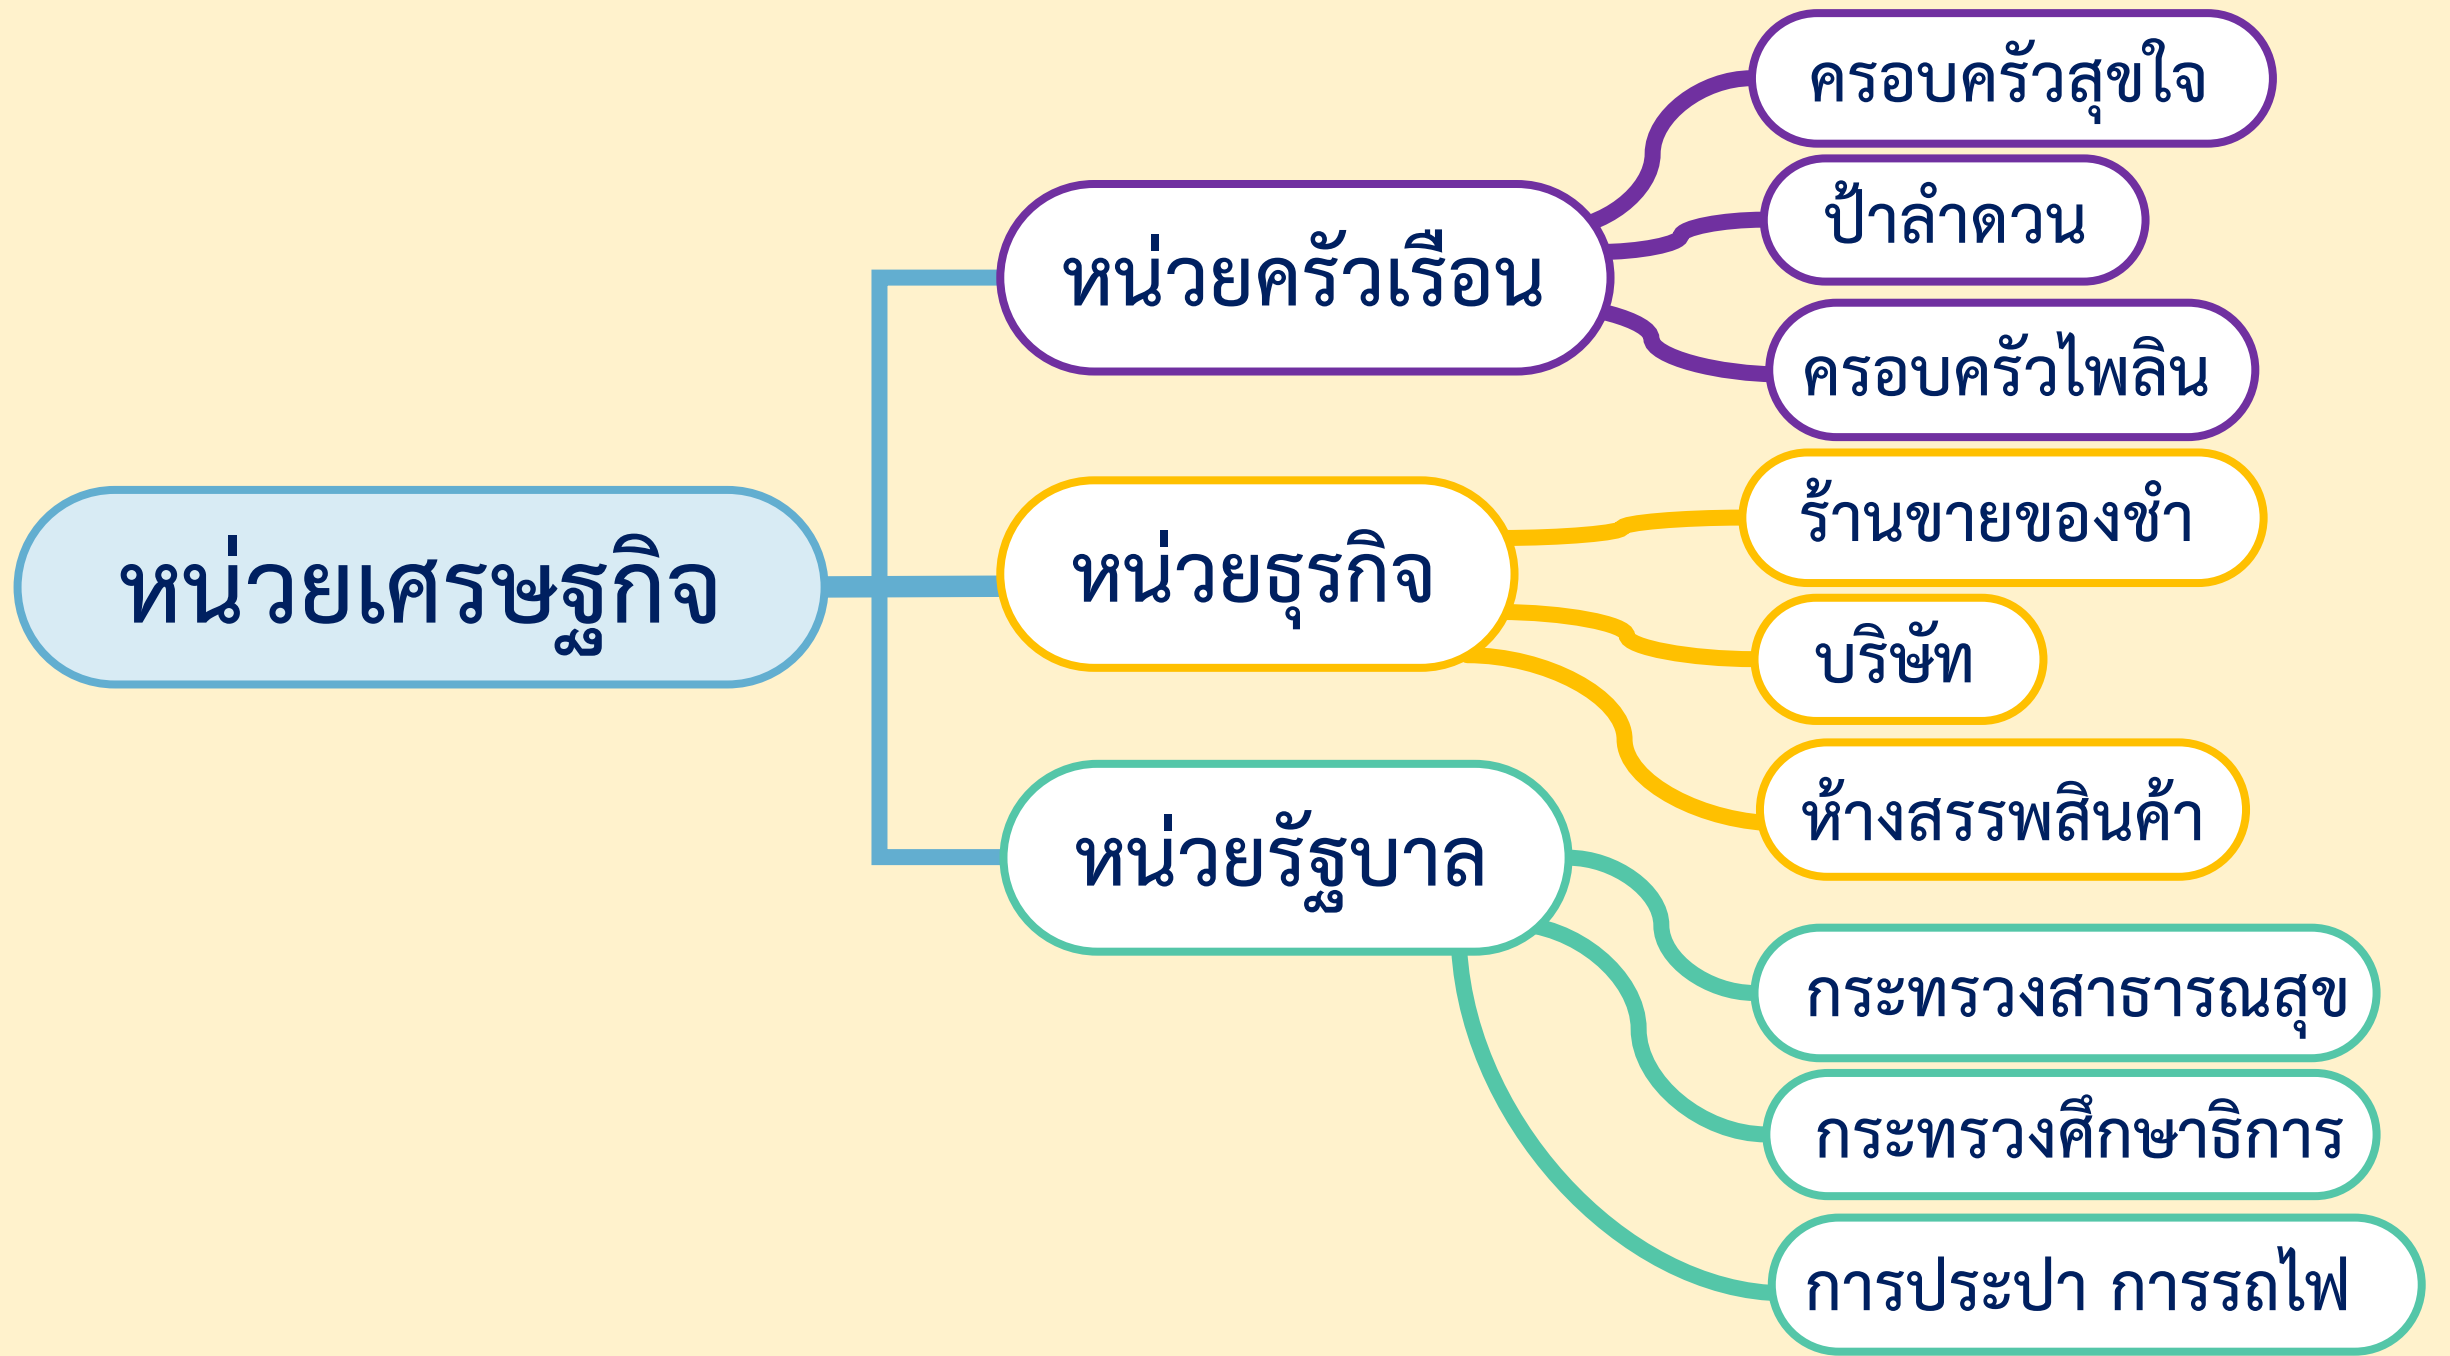 หน่วยเศรษฐกิจ
หน่วยครัวเรือน
ครอบครัวสุขใจ
ป้าลำดวน
ครอบครัวไพลิน
หน่วยธุรกิจ
ร้านขายของชำ
บริษัท
ห้างสรรพสินค้า
หน่วยรัฐบาล
กระทรวงสาธารณสุข
กระทรวงศึกษาธิการ
การประปา การรถไฟ